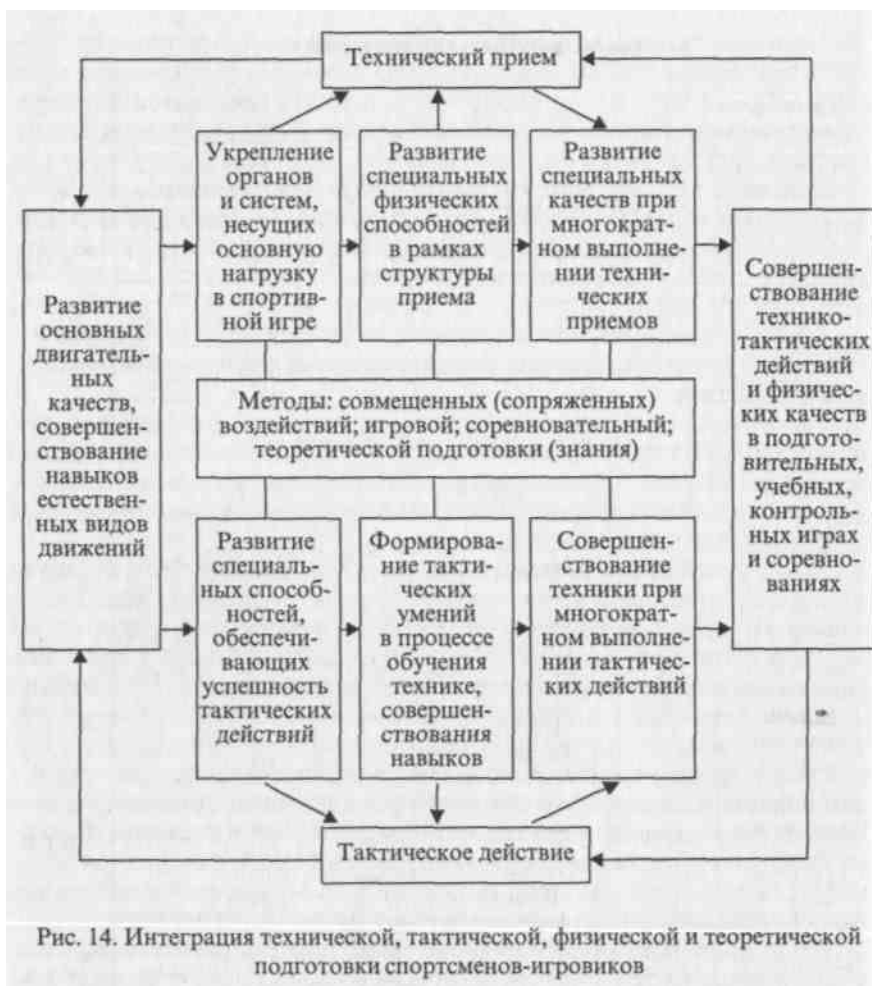 Технический прием
Укрепление
органов
и систем,
несущих
основную
нагрузку
в спортив-
ной игре
Развитие
специальных
физических
способностей
в рамках
структуры
приема
Развитие
специальных
качеств при
многократ-
ном выполне-
нии техни-
ческих
приемов
Развитие
основных
двигатель-
ных
качеств,
совершен-
ствование
навыков
естествен-
ных видов
движений
Методы: совмещенных (сопряженных)
воздействий; игровой; соревновательный;
теоретической подготовки (знания)
Совершен-
ствование
технико-
тактических
действий
и физичес-
ких качеств
в подгото-
вительных,
учебных,
контроль-
ных играх
и соревно-
ваниях
Развитие
специаль-
ных способ-
ностей,
обеспечи-
вающих
успешность
тактических
действий
Формирова-
ние такти-
ческих
умений
в процессе
обучения
технике,
совершен-
ствования
навыков
Совершен-
ствование
техники при
многократ-
ном выполне-
нии тактичес-
ких действий
Тактическое действие
Рис. 14. Интеграция технической, тактической, физической и теоретической
подготовки спортсменов-игровиков